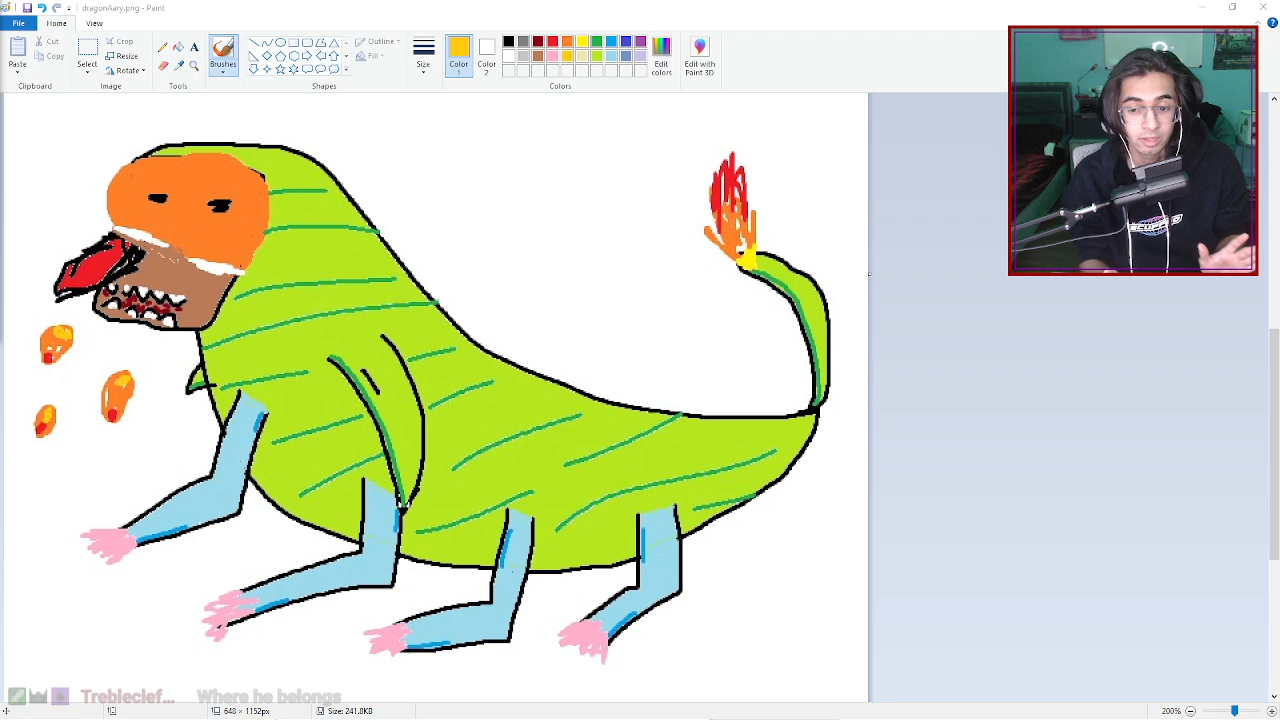 dragonAary.png - Paint
File Home View
Paste Cut Copy Clipboard
Select Crop Resize Rotate Image
A Tools
Brushes
Outline Fill Shapes
Size
Color 1 Color 2 Edit colors Colors
Edit with Paint 3D
Trebleclef... Where he belongs
648 × 1152px Size: 241.8KB 200%